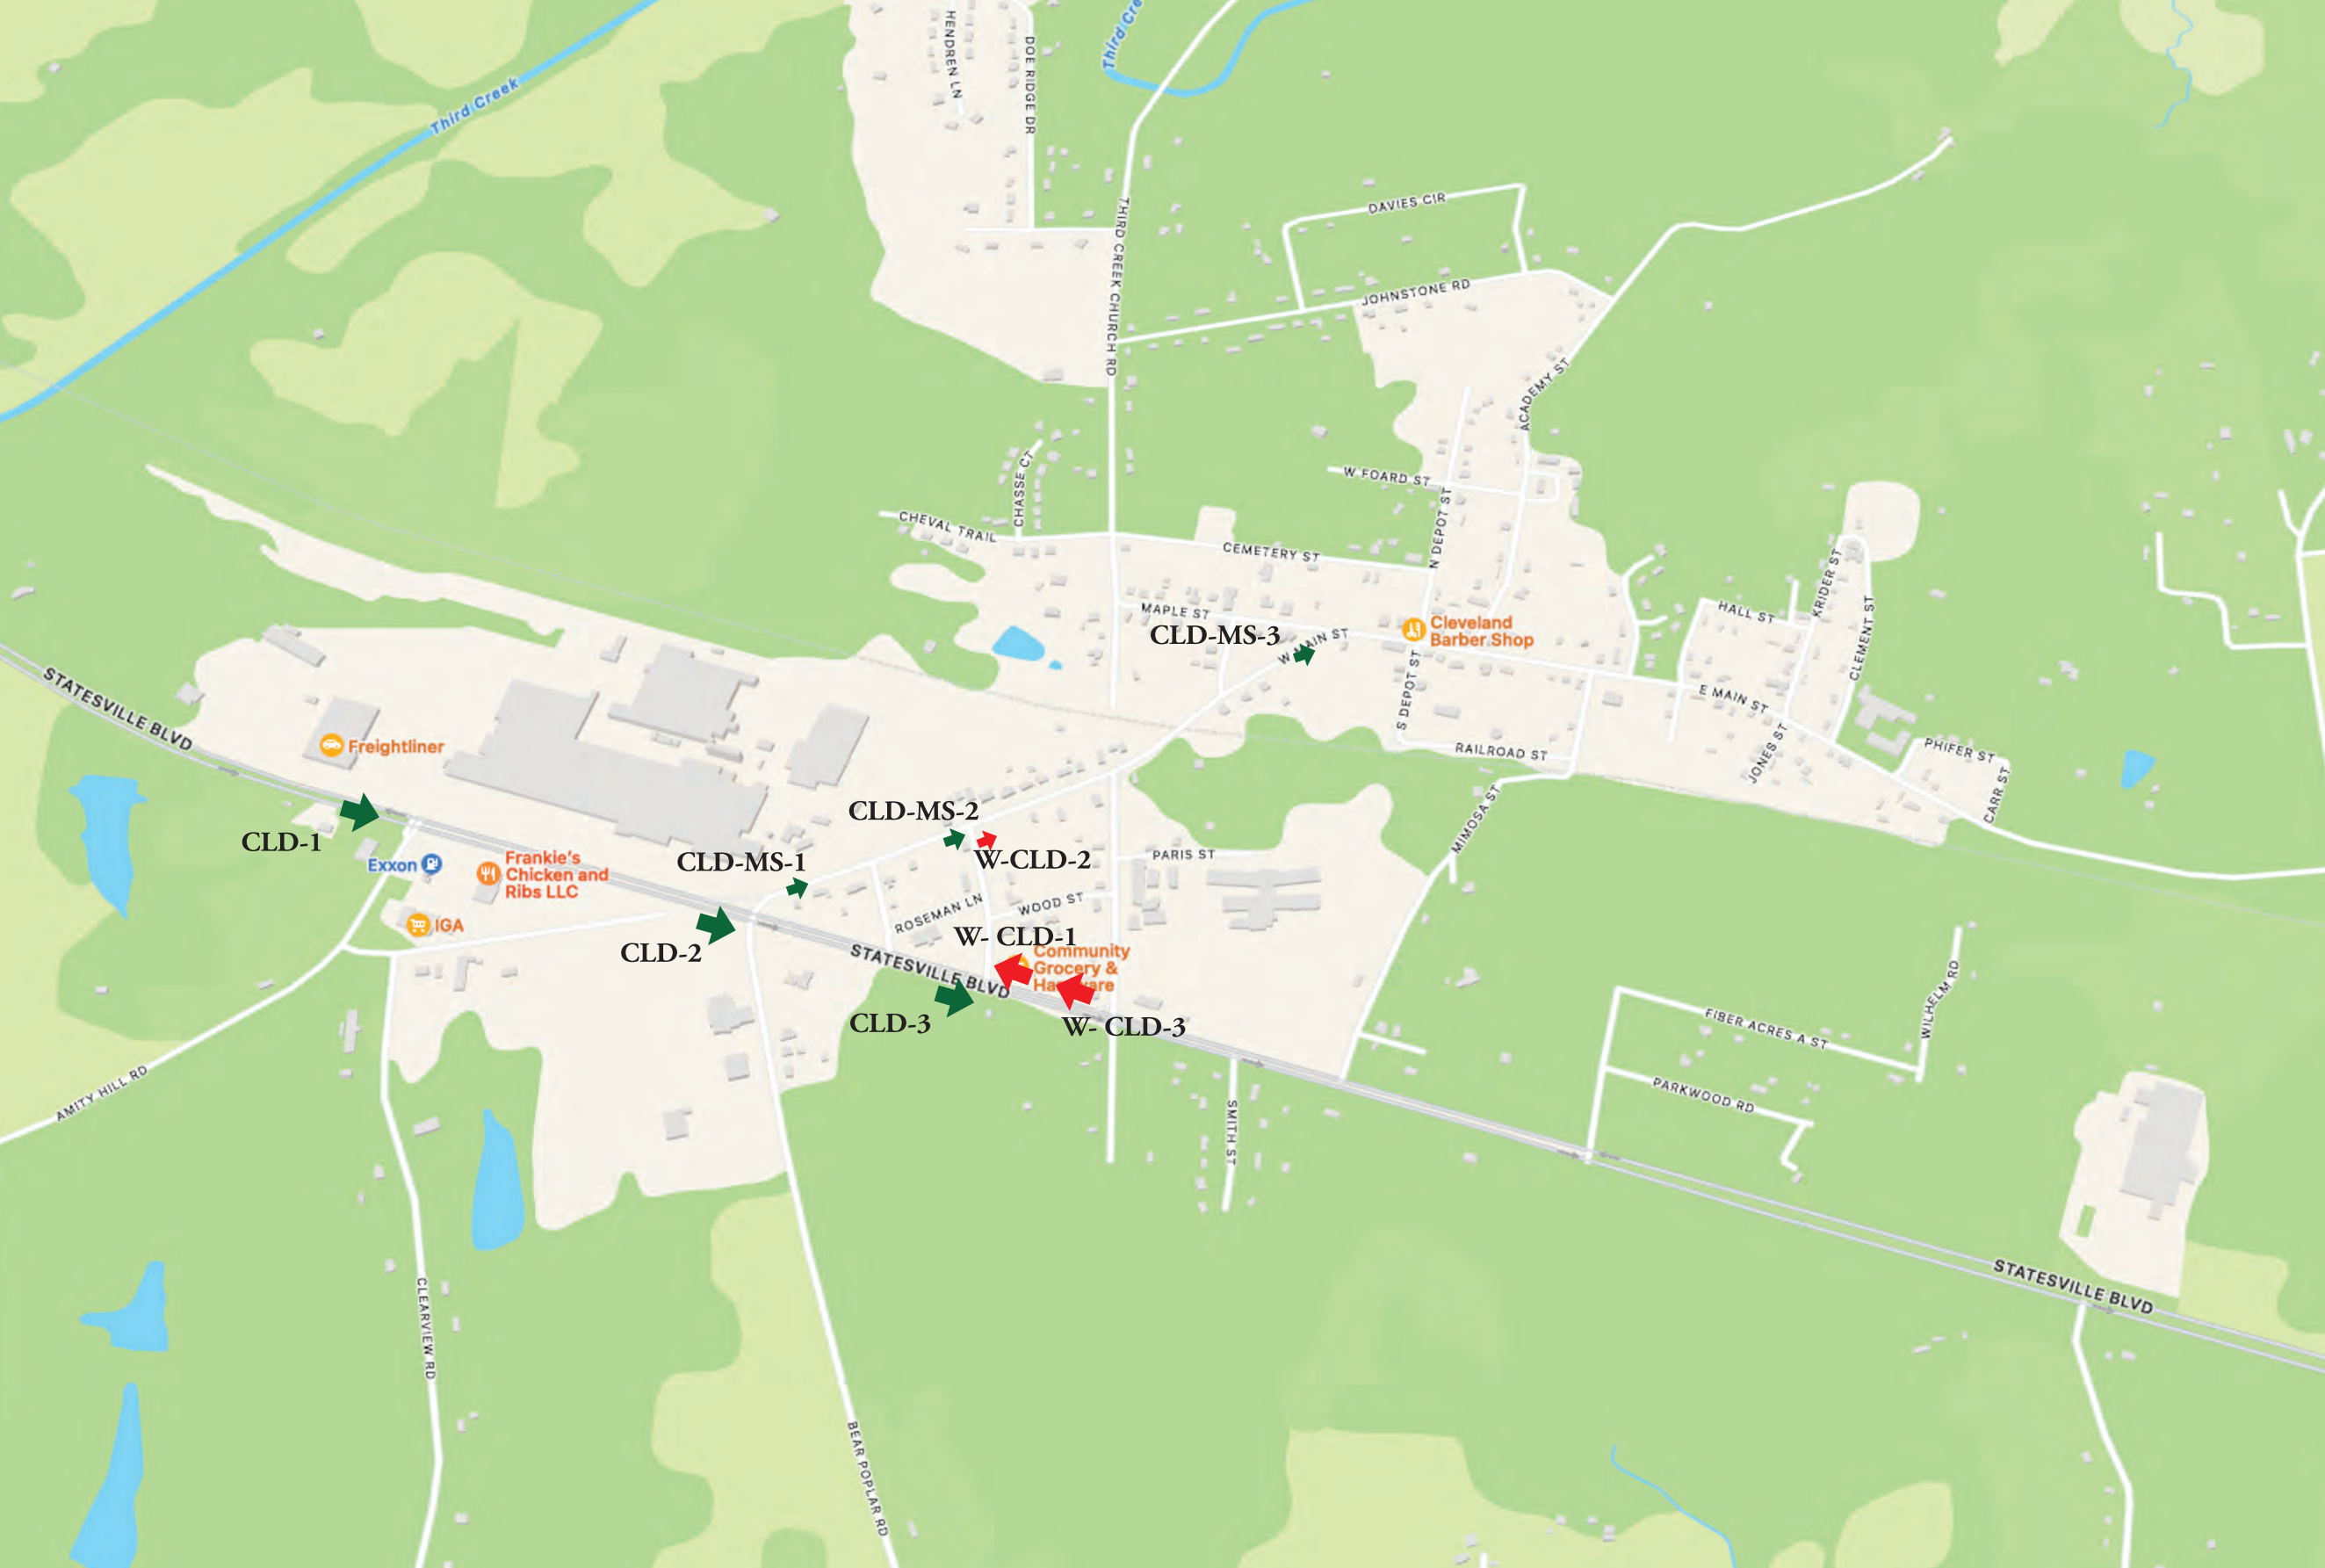 HENDREN LN
DOE RIDGE DR
Third Cre
Third Creek
THIRD CREEK CHURCH RD
DAVIES CIR
JOHNSTONE RD
ACADEMY ST
CHASSE CT
W FOARD ST
N DEPOT ST
CHEVAL TRAIL
CEMETERY ST
KRIDER ST
MAPLE ST
HALL ST
CLEMENT ST
Cleveland
Barber Shop
CLD-MS-3
W MAIN ST
S DEPOT ST
E MAIN ST
STATESVILLE BLVD
Freightliner
RAILROAD ST
JONES ST
PHIFER ST
CARR ST
CLD-1
CLD-MS-2
MIMOSA ST
Exxon
Frankie's
Chicken and
Ribs LLC
CLD-MS-1
W-CLD-2
PARIS ST
IGA
ROSEMAN LN
WOOD ST
CLD-2
W- CLD-1
Community
Grocery &
Hardware
STATESVILLE BLVD
CLD-3
W- CLD-3
WILHELM RD
FIBER ACRES A ST
PARKWOOD RD
AMITY HILL RD
SMITH ST
STATESVILLE BLVD
CLEARVIEW RD
BEAR POPLAR RD